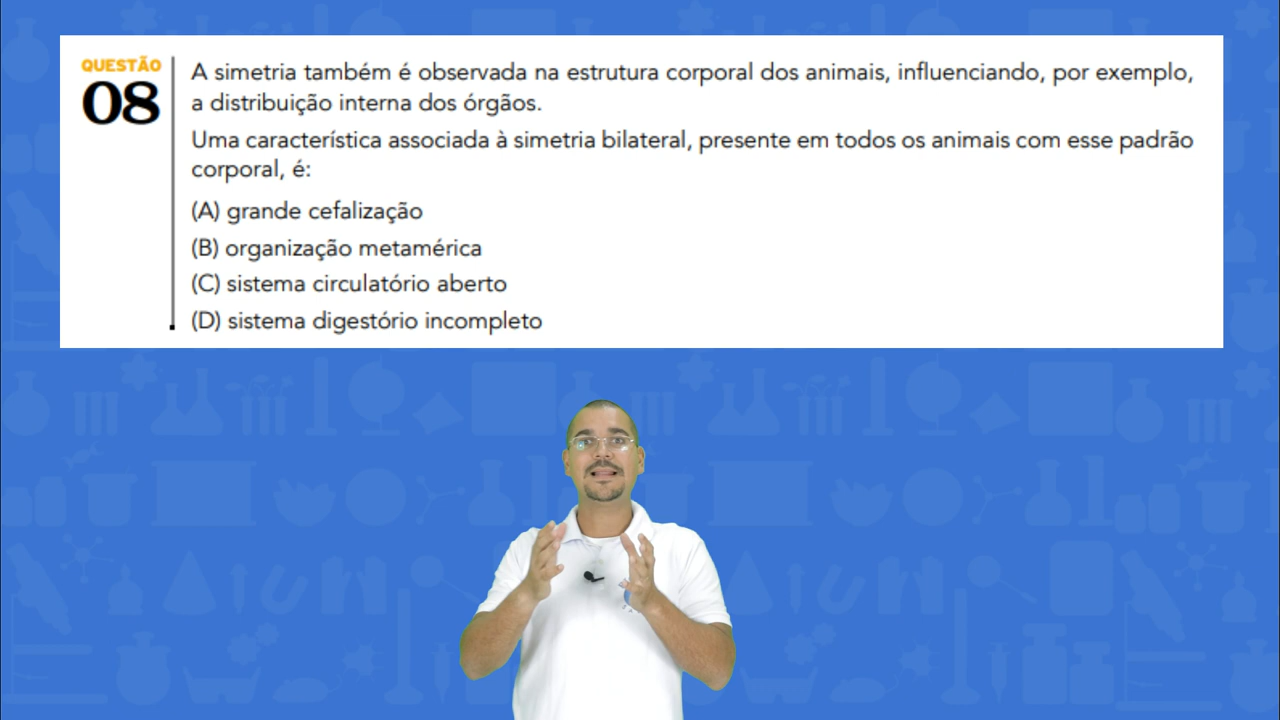 QUESTÃO
08
A simetria também é observada na estrutura corporal dos animais, influenciando, por exemplo,
a distribuição interna dos órgãos.
Uma característica associada à simetria bilateral, presente em todos os animais com esse padrão
corporal, é:
(A) grande cefalização
(B) organização metamérica
(C) sistema circulatório aberto
(D) sistema digestório incompleto